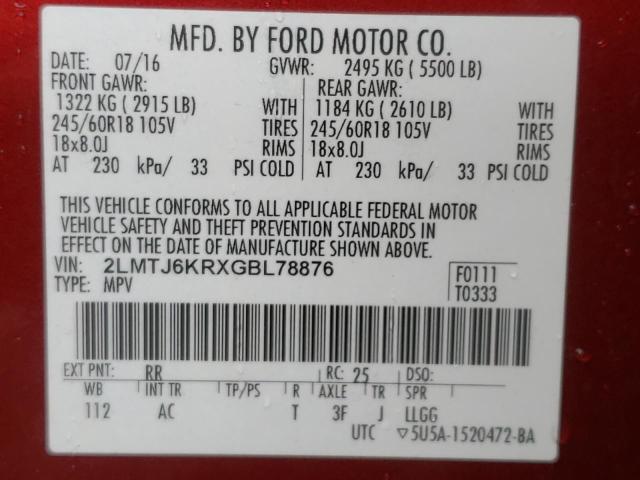 MFD. BY FORD MOTOR CO.
DATE: 07/16 GVWR: 2495 KG ( 5500 LB)
FRONT GAWR: REAR GAWR:
1322 KG ( 2915 LB) WITH 1184 KG ( 2610 LB) WITH
245/60R18 105V TIRES 245/60R18 105V TIRES
18x8.0J RIMS 18x8.0J RIMS
AT 230 kPa/ 33 PSI COLD AT 230 kPa/ 33 PSI COLD
THIS VEHICLE CONFORMS TO ALL APPLICABLE FEDERAL MOTOR
VEHICLE SAFETY AND THEFT PREVENTION STANDARDS IN
EFFECT ON THE DATE OF MANUFACTURE SHOWN ABOVE.
VIN: 2LMTJ6KRXGBL78876 F0111
TYPE: MPV T0333
EXT PNT: RR RC: 25 DSO:
WB INT TR TP/PS R AXLE TR SPR
112 AC T 3F J LLGG
UTC ▽5U5A-1520472-BA